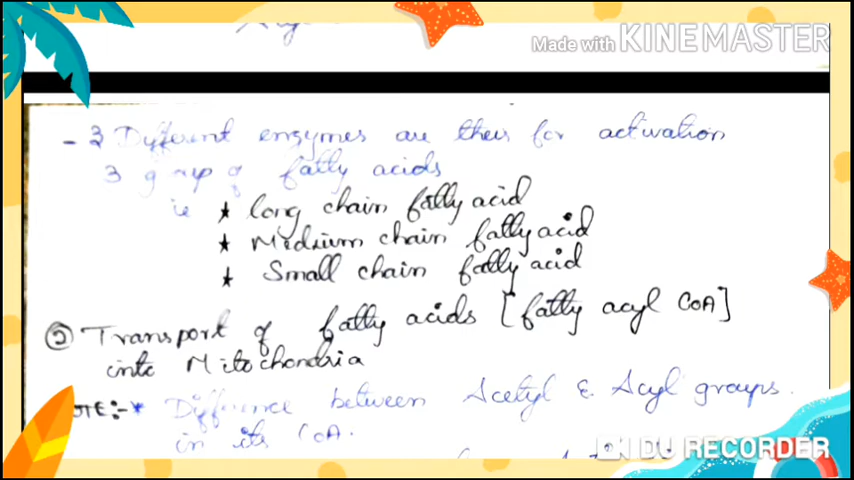 Made with KINEMASTER
- 3 Different enzymes are their for activation
3 group of fatty acids
ie ★ long chain fatty acid
★ Medium chain fatty acid
★ Small chain fatty acid
② Transport of fatty acids [fatty acyl CoA]
into Mitochondria
OTE:-* Difference between Acetyl & Acyl groups.
in its CoA.
DU RECORDER